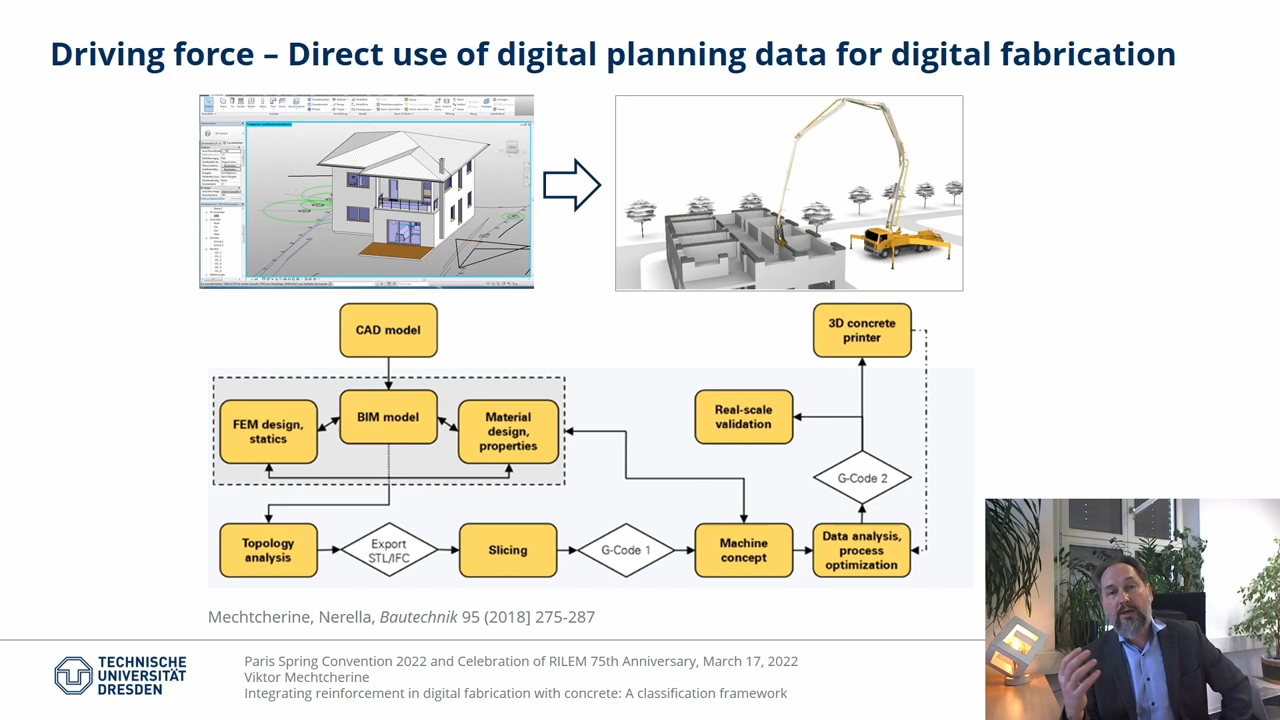 Driving force – Direct use of digital planning data for digital fabrication
CAD model
3D concrete
printer
FEM design,
statics
BIM model
Material
design,
properties
Real-scale
validation
G-Code 2
Topology
analysis
Export
STL/IFC
Slicing
G-Code 1
Machine
concept
Data analysis,
process
optimization
Mechtcherine, Nerella, Bautechnik 95 (2018] 275-287
TECHNISCHE
UNIVERSITÄT
DRESDEN
Paris Spring Convention 2022 and Celebration of RILEM 75th Anniversary, March 17, 2022
Viktor Mechtcherine
Integrating reinforcement in digital fabrication with concrete: A classification framework